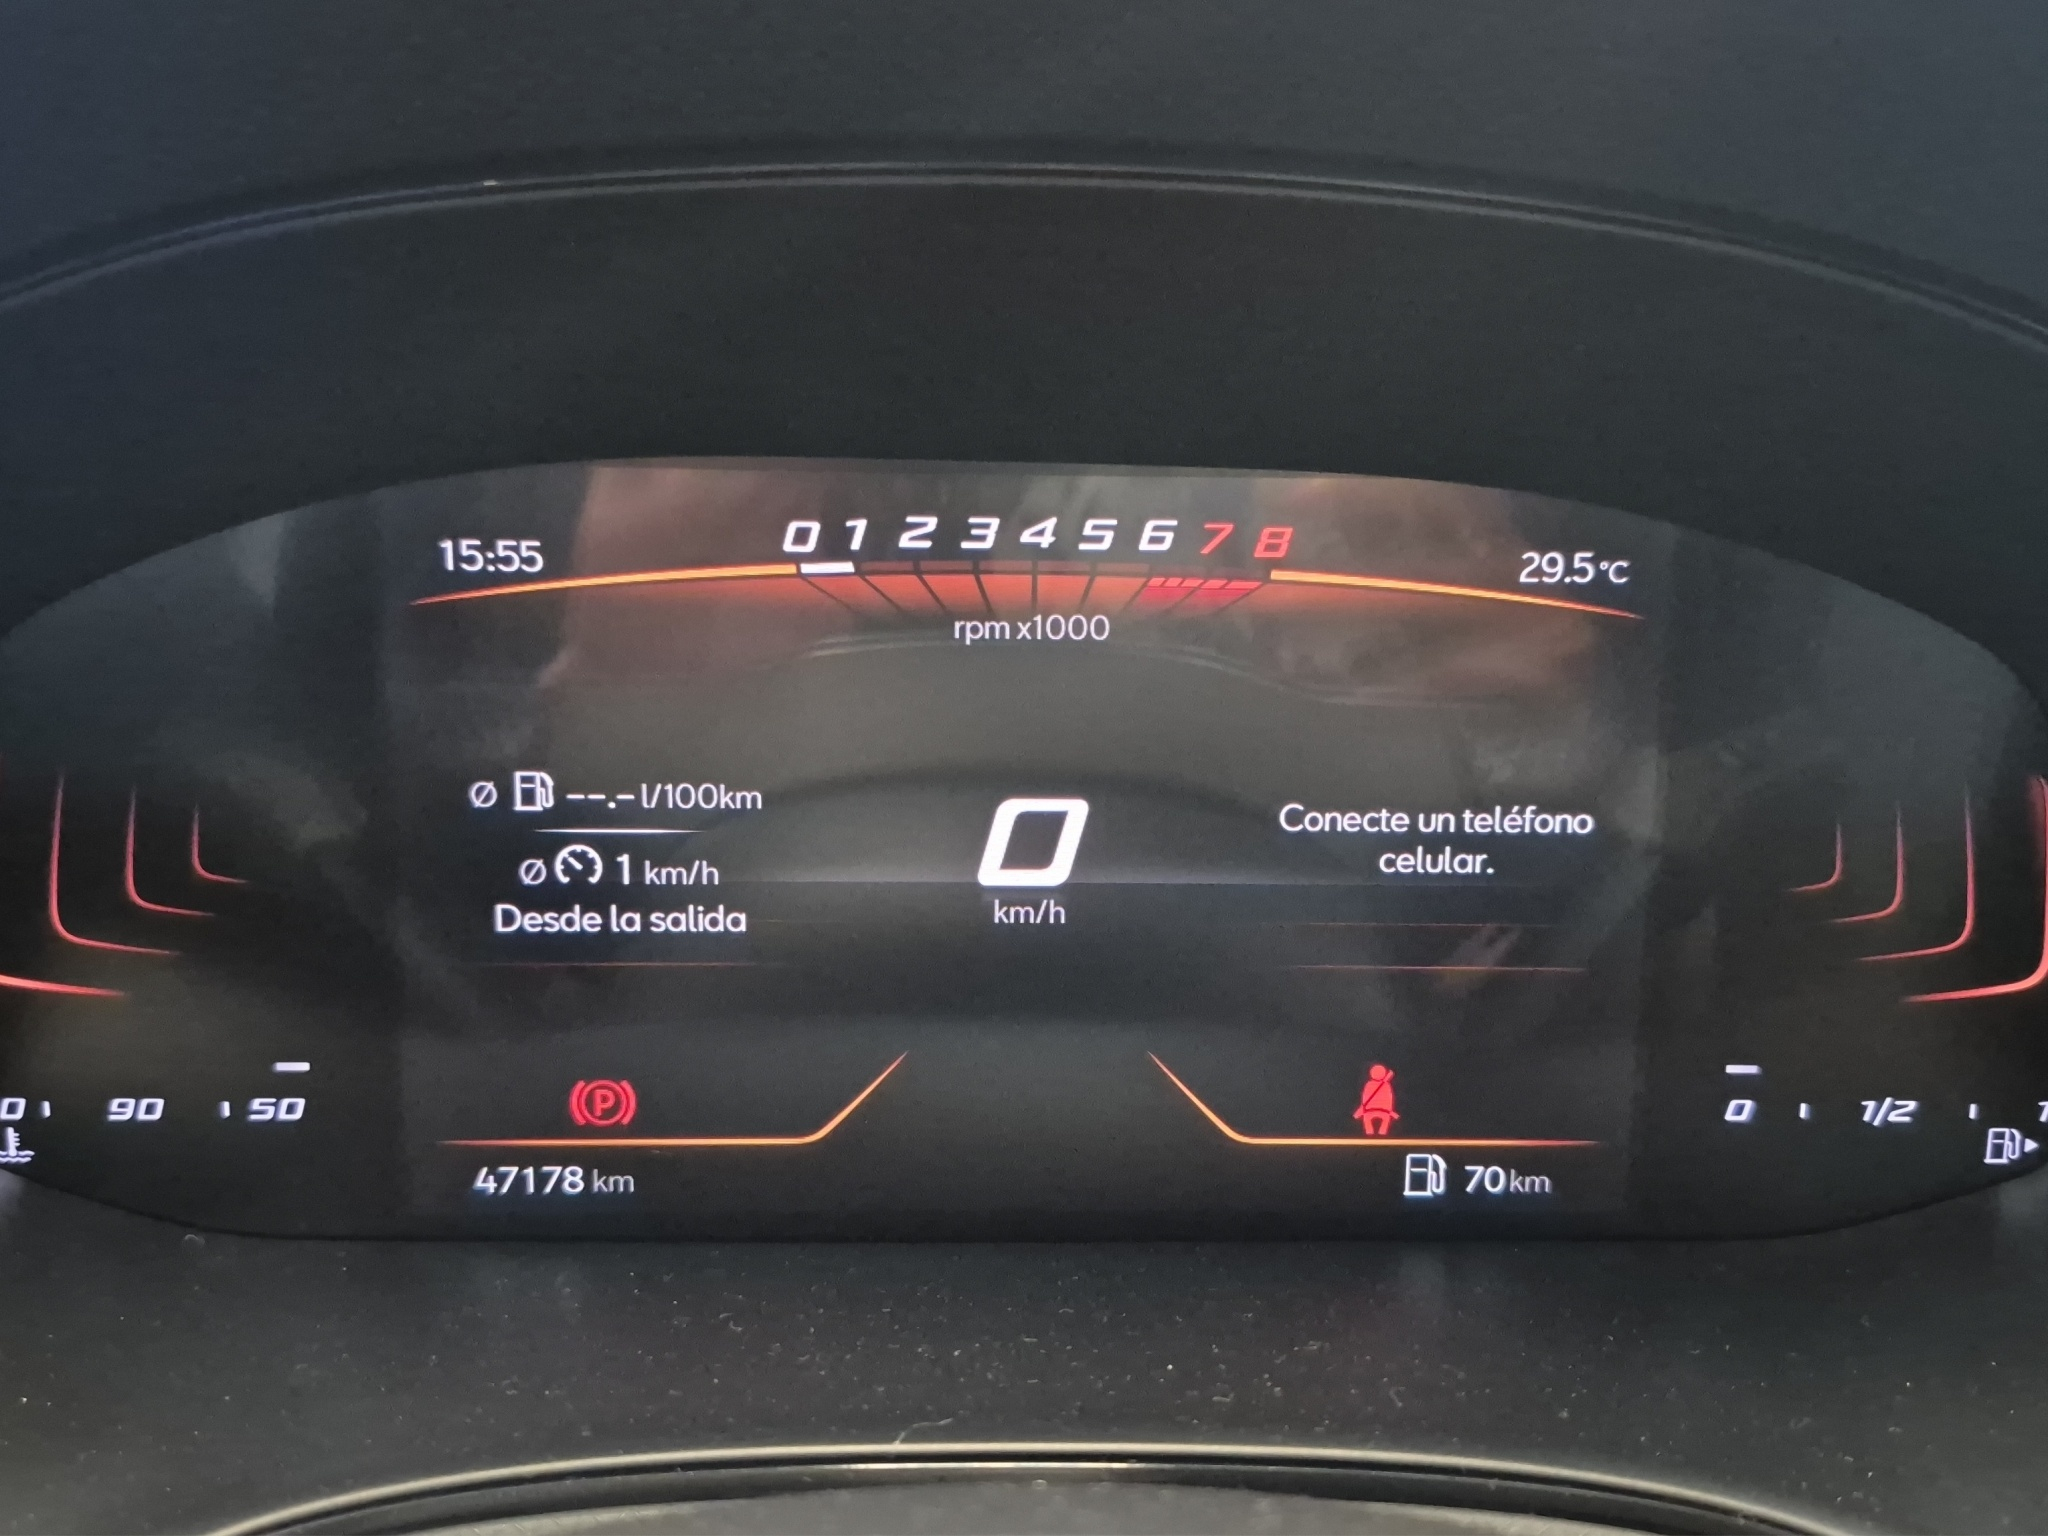 0 1 2 3 4 5 6 7 8
15:55
29.5°C
rpm x1000
Ø --.- l/100km
Ø 1 km/h
Desde la salida
0
km/h
Conecte un teléfono
celular.
P
90 50
0 1/2 1
47178 km
70 km